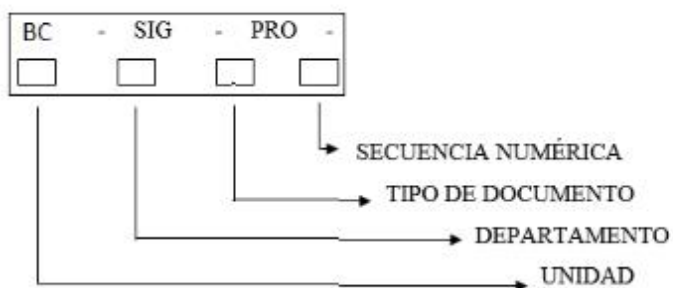 BC - SIG - PRO -
SECUENCIA NUMÉRICA
TIPO DE DOCUMENTO
DEPARTAMENTO
UNIDAD